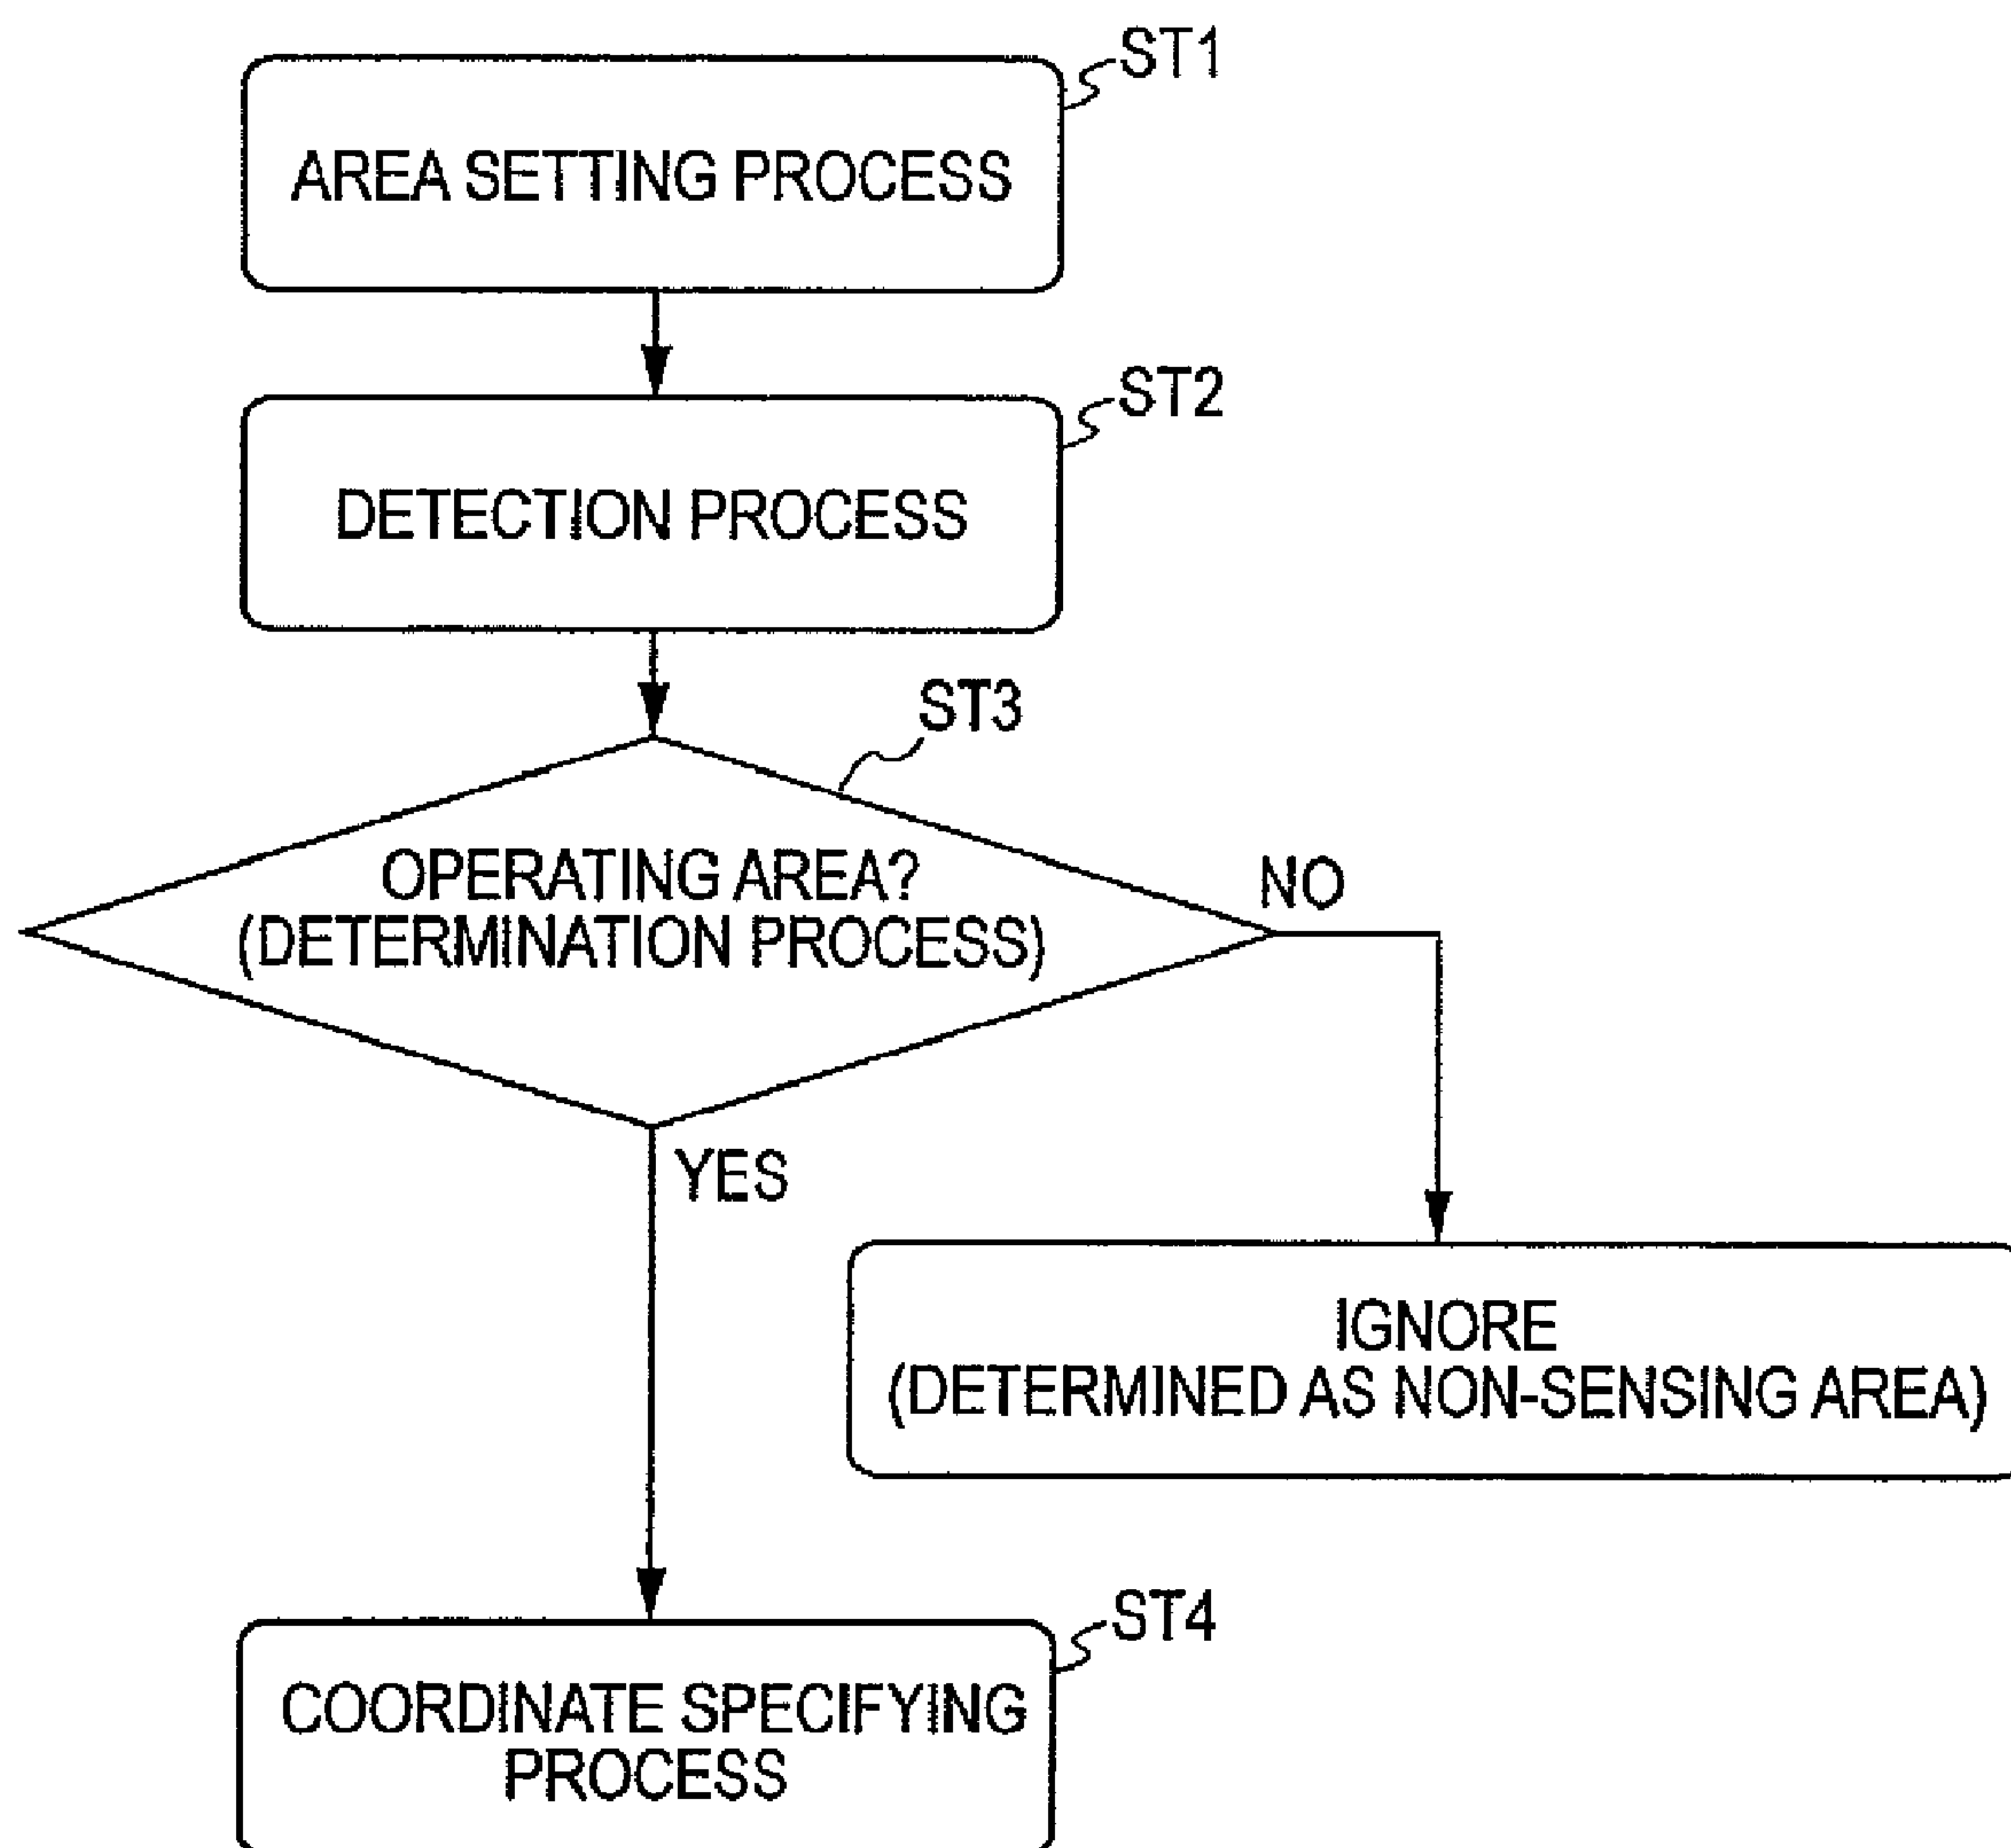 ST1
AREA SETTING PROCESS
ST2
DETECTION PROCESS
ST3
OPERATING AREA?
(DETERMINATION PROCESS)
NO
YES
IGNORE
(DETERMINED AS NON-SENSING AREA)
ST4
COORDINATE SPECIFYING
PROCESS